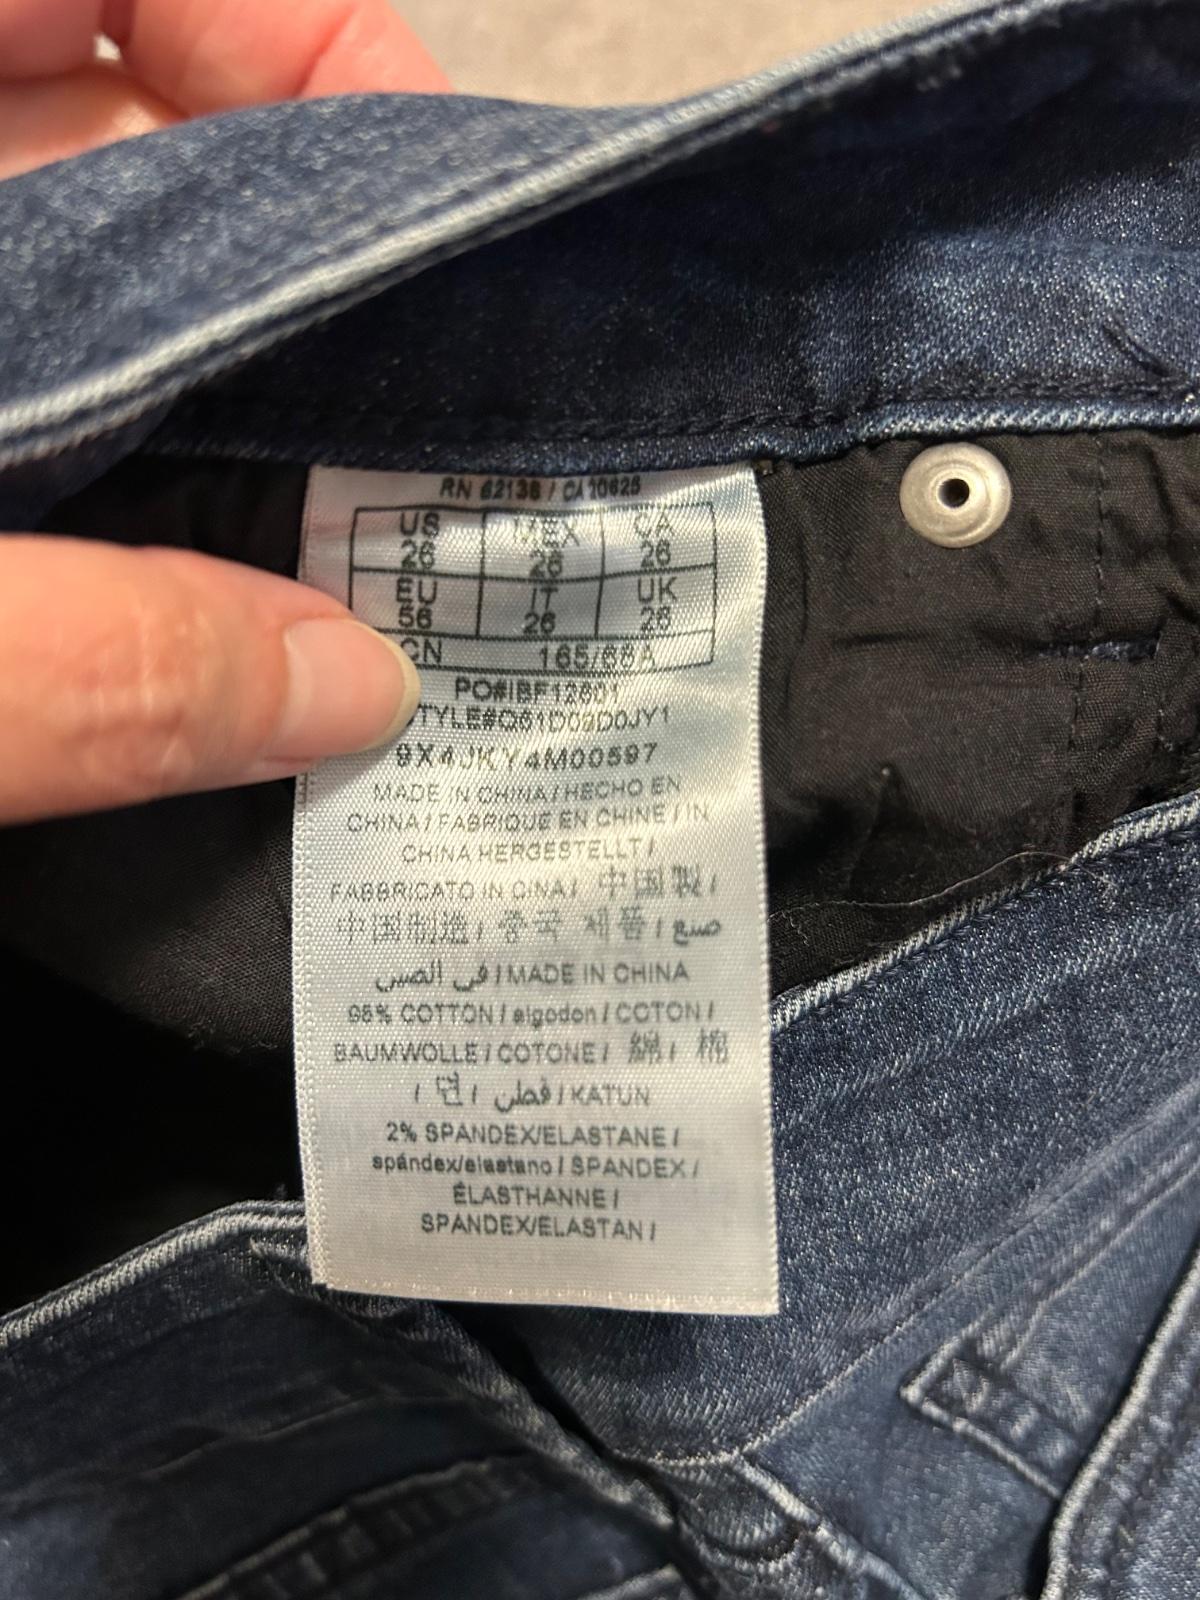 RN 62136 / CA 10625
US MEX CA
26 26 26
EU IT UK
56 26 26
CN 165/66A
PO#IBF12601
9X4JKY4M00597
MADE IN CHINA / HECHO EN
CHINA / FABRIQUE EN CHINE / IN
CHINA HERGESTELLT /
FABBRICATO IN CINA / 中国製 /
中国制造 / 중국 제품 / صنع
في الصين / MADE IN CHINA
98% COTTON / algodon / COTON /
BAUMWOLLE / COTONE / 綿 / 棉
/ 면 / قطن / KATUN
2% SPANDEX/ELASTANE /
spándex/elastano / SPANDEX /
ÉLASTHANNE /
SPANDEX/ELASTAN /